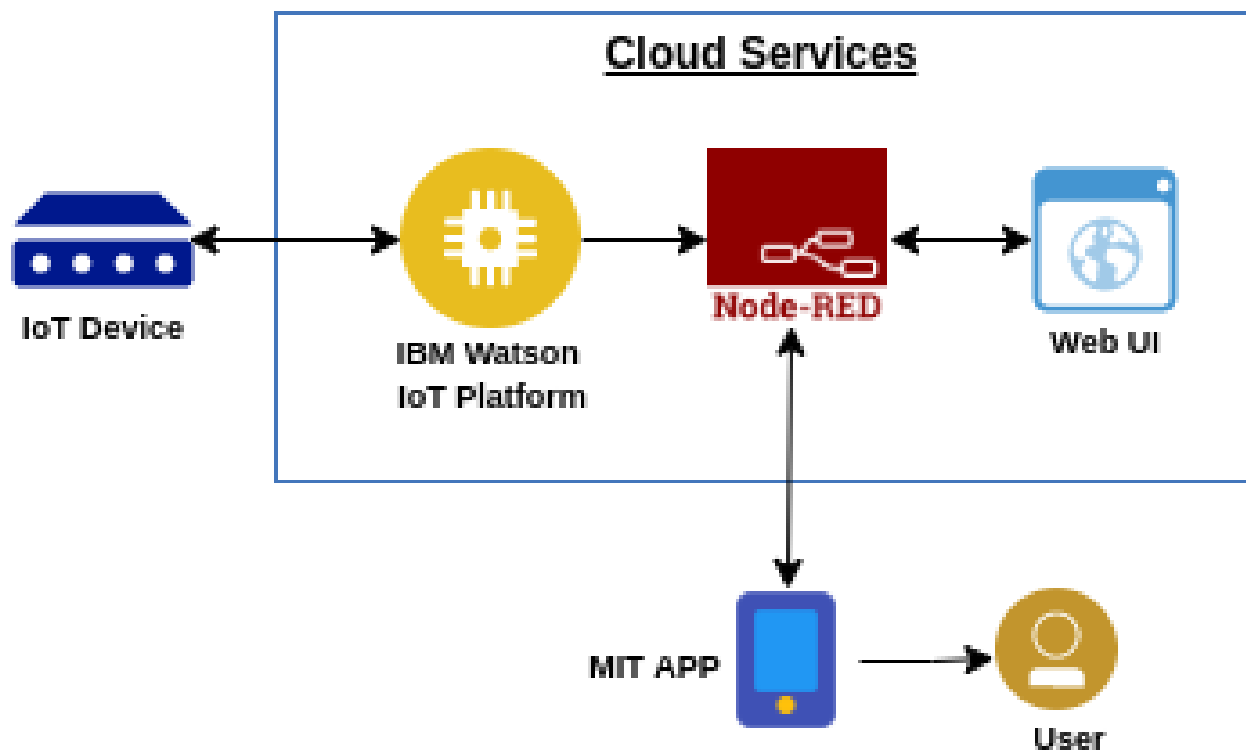 Cloud Services
IoT Device
IBM Watson
IoT Platform
Node-RED
Web UI
MIT APP
User